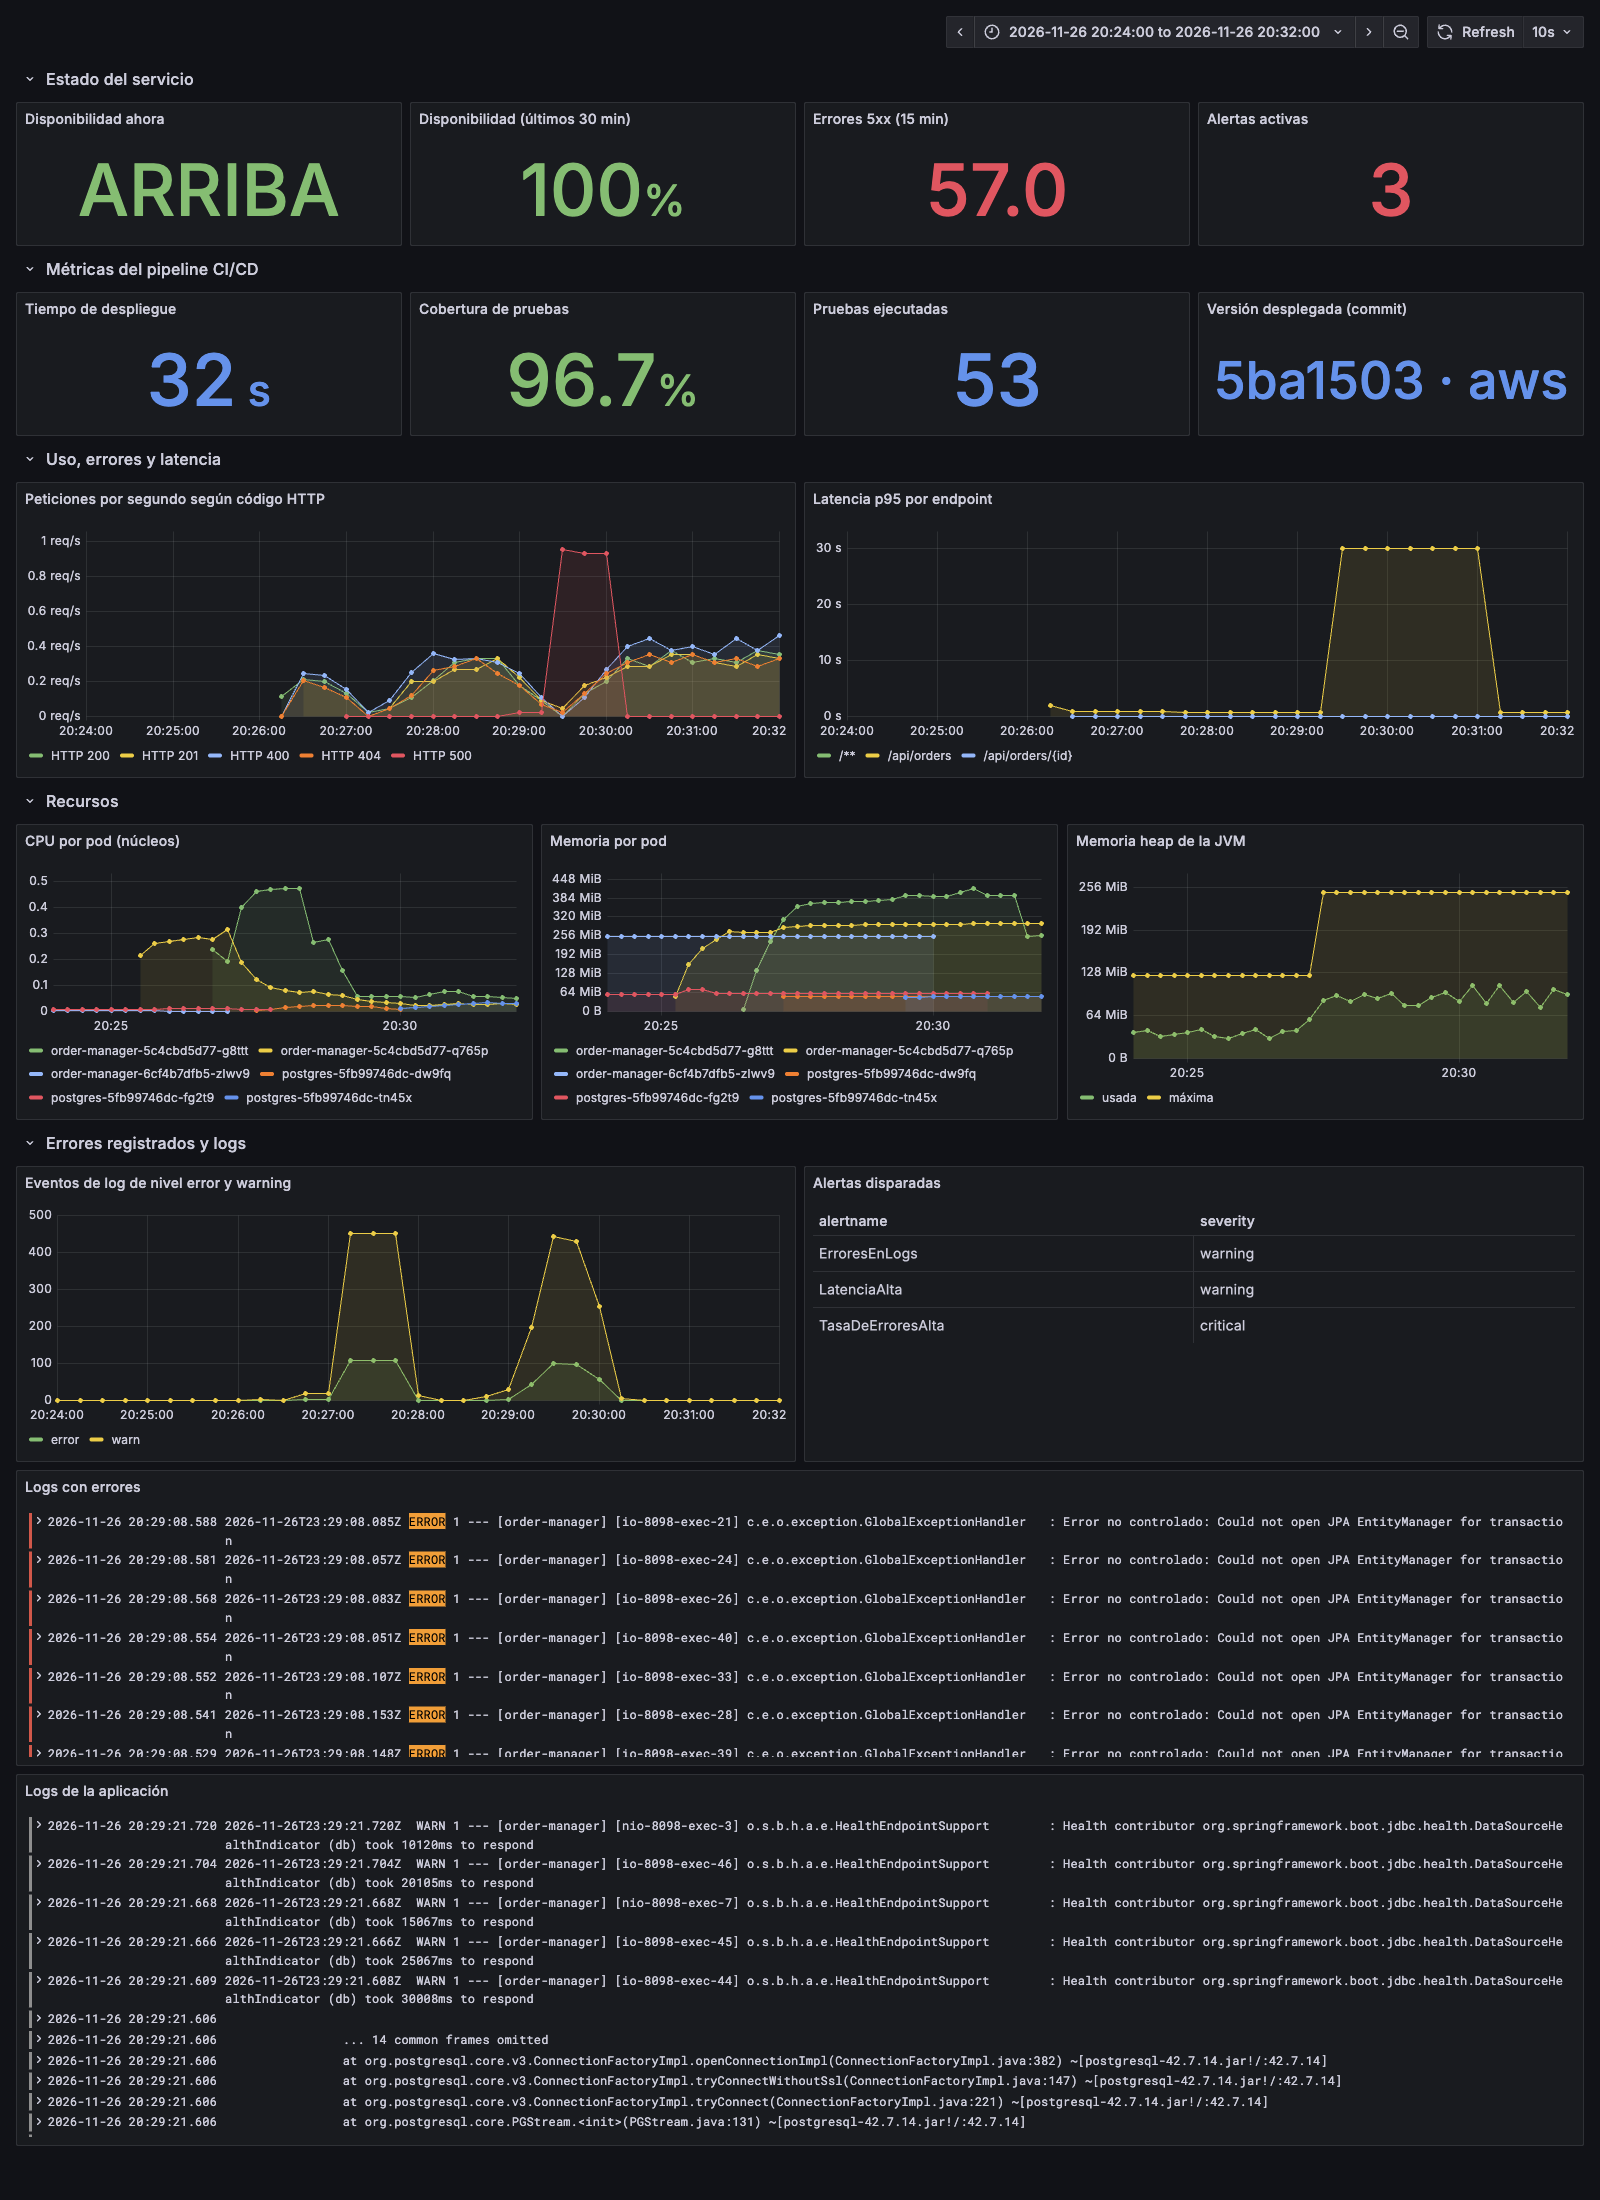 2026-11-26 20:24:00 to 2026-11-26 20:32:00
Refresh
10s
Estado del servicio
Disponibilidad ahora
ARRIBA
Disponibilidad (últimos 30 min)
100%
Errores 5xx (15 min)
57.0
Alertas activas
3
Métricas del pipeline CI/CD
Tiempo de despliegue
32 s
Cobertura de pruebas
96.7%
Pruebas ejecutadas
53
Versión desplegada (commit)
5ba1503 · aws
Uso, errores y latencia
Peticiones por segundo según código HTTP
1 req/s
0.8 req/s
0.6 req/s
0.4 req/s
0.2 req/s
0 req/s
20:24:00 20:25:00 20:26:00 20:27:00 20:28:00 20:29:00 20:30:00 20:31:00 20:32
HTTP 200 HTTP 201 HTTP 400 HTTP 404 HTTP 500
Latencia p95 por endpoint
30 s
20 s
10 s
0 s
20:24:00 20:25:00 20:26:00 20:27:00 20:28:00 20:29:00 20:30:00 20:31:00 20:32
/** /api/orders /api/orders/{id}
Recursos
CPU por pod (núcleos)
0.5
0.4
0.3
0.2
0.1
0
20:25 20:30
order-manager-5c4cbd5d77-g8ttt order-manager-5c4cbd5d77-q765p
order-manager-6cf4b7dfb5-zlwv9 postgres-5fb99746dc-dw9fq
postgres-5fb99746dc-fg2t9 postgres-5fb99746dc-tn45x
Memoria por pod
448 MiB
384 MiB
320 MiB
256 MiB
192 MiB
128 MiB
64 MiB
0 B
20:25 20:30
order-manager-5c4cbd5d77-g8ttt order-manager-5c4cbd5d77-q765p
order-manager-6cf4b7dfb5-zlwv9 postgres-5fb99746dc-dw9fq
postgres-5fb99746dc-fg2t9 postgres-5fb99746dc-tn45x
Memoria heap de la JVM
256 MiB
192 MiB
128 MiB
64 MiB
0 B
20:25 20:30
usada máxima
Errores registrados y logs
Eventos de log de nivel error y warning
500
400
300
200
100
0
20:24:00 20:25:00 20:26:00 20:27:00 20:28:00 20:29:00 20:30:00 20:31:00 20:32
error warn
Alertas disparadas
alertname severity
ErroresEnLogs warning
LatenciaAlta warning
TasaDeErroresAlta critical
Logs con errores
2026-11-26 20:29:08.588 2026-11-26T23:29:08.085Z ERROR 1 --- [order-manager] [io-8098-exec-21] c.e.o.exception.GlobalExceptionHandler : Error no controlado: Could not open JPA EntityManager for transactio
n
2026-11-26 20:29:08.581 2026-11-26T23:29:08.057Z ERROR 1 --- [order-manager] [io-8098-exec-24] c.e.o.exception.GlobalExceptionHandler : Error no controlado: Could not open JPA EntityManager for transactio
n
2026-11-26 20:29:08.568 2026-11-26T23:29:08.083Z ERROR 1 --- [order-manager] [io-8098-exec-26] c.e.o.exception.GlobalExceptionHandler : Error no controlado: Could not open JPA EntityManager for transactio
n
2026-11-26 20:29:08.554 2026-11-26T23:29:08.051Z ERROR 1 --- [order-manager] [io-8098-exec-40] c.e.o.exception.GlobalExceptionHandler : Error no controlado: Could not open JPA EntityManager for transactio
n
2026-11-26 20:29:08.552 2026-11-26T23:29:08.107Z ERROR 1 --- [order-manager] [io-8098-exec-33] c.e.o.exception.GlobalExceptionHandler : Error no controlado: Could not open JPA EntityManager for transactio
n
2026-11-26 20:29:08.541 2026-11-26T23:29:08.153Z ERROR 1 --- [order-manager] [io-8098-exec-28] c.e.o.exception.GlobalExceptionHandler : Error no controlado: Could not open JPA EntityManager for transactio
n
2026-11-26 20:29:08.529 2026-11-26T23:29:08.148Z ERROR 1 --- [order-manager] [io-8098-exec-39] c.e.o.exception.GlobalExceptionHandler : Error no controlado: Could not open JPA EntityManager for transactio
Logs de la aplicación
2026-11-26 20:29:21.720 2026-11-26T23:29:21.720Z WARN 1 --- [order-manager] [nio-8098-exec-3] o.s.b.h.a.e.HealthEndpointSupport : Health contributor org.springframework.boot.jdbc.health.DataSourceHe
althIndicator (db) took 10120ms to respond
2026-11-26 20:29:21.704 2026-11-26T23:29:21.704Z WARN 1 --- [order-manager] [io-8098-exec-46] o.s.b.h.a.e.HealthEndpointSupport : Health contributor org.springframework.boot.jdbc.health.DataSourceHe
althIndicator (db) took 20105ms to respond
2026-11-26 20:29:21.668 2026-11-26T23:29:21.668Z WARN 1 --- [order-manager] [nio-8098-exec-7] o.s.b.h.a.e.HealthEndpointSupport : Health contributor org.springframework.boot.jdbc.health.DataSourceHe
althIndicator (db) took 15067ms to respond
2026-11-26 20:29:21.666 2026-11-26T23:29:21.666Z WARN 1 --- [order-manager] [io-8098-exec-45] o.s.b.h.a.e.HealthEndpointSupport : Health contributor org.springframework.boot.jdbc.health.DataSourceHe
althIndicator (db) took 25067ms to respond
2026-11-26 20:29:21.609 2026-11-26T23:29:21.608Z WARN 1 --- [order-manager] [io-8098-exec-44] o.s.b.h.a.e.HealthEndpointSupport : Health contributor org.springframework.boot.jdbc.health.DataSourceHe
althIndicator (db) took 30008ms to respond
2026-11-26 20:29:21.606
2026-11-26 20:29:21.606 ... 14 common frames omitted
2026-11-26 20:29:21.606 at org.postgresql.core.v3.ConnectionFactoryImpl.openConnectionImpl(ConnectionFactoryImpl.java:382) ~[postgresql-42.7.14.jar!/:42.7.14]
2026-11-26 20:29:21.606 at org.postgresql.core.v3.ConnectionFactoryImpl.tryConnectWithoutSsl(ConnectionFactoryImpl.java:147) ~[postgresql-42.7.14.jar!/:42.7.14]
2026-11-26 20:29:21.606 at org.postgresql.core.v3.ConnectionFactoryImpl.tryConnect(ConnectionFactoryImpl.java:221) ~[postgresql-42.7.14.jar!/:42.7.14]
2026-11-26 20:29:21.606 at org.postgresql.core.PGStream.<init>(PGStream.java:131) ~[postgresql-42.7.14.jar!/:42.7.14]